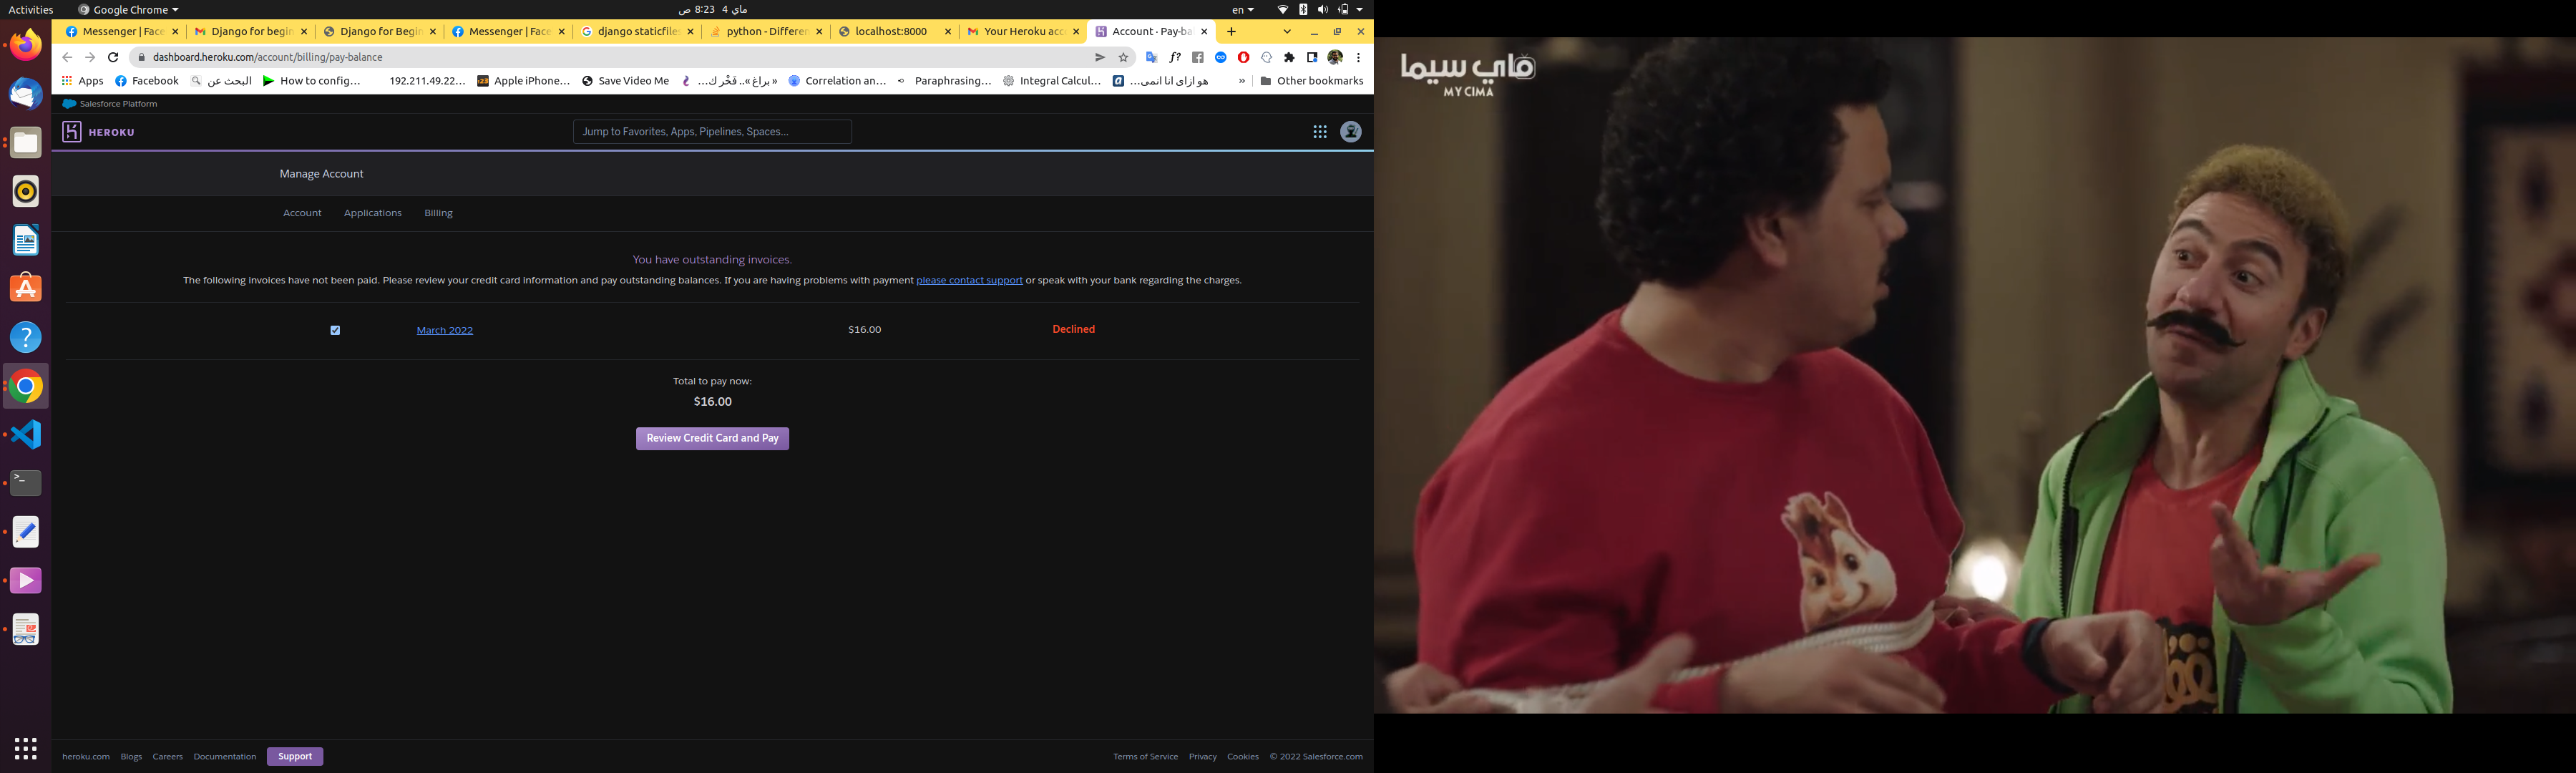 Activities
Google Chrome
ماي 4 8:23 ص
en
Messenger | Face
Django for begin
Django for Begin
Messenger | Face
django staticfile
python - Differen
localhost:8000
Your Heroku acc
Account · Pay-ba
dashboard.heroku.com/account/billing/pay-balance
Apps
Facebook
البحث عن
How to config...
192.211.49.22...
Apple iPhone...
Save Video Me
« براغ».. فَخْر ك...
Correlation an...
Paraphrasing...
Integral Calcul...
هو ازاى انا انمى...
»
Other bookmarks
Salesforce Platform
HEROKU
Jump to Favorites, Apps, Pipelines, Spaces...
Manage Account
Account
Applications
Billing
You have outstanding invoices.
The following invoices have not been paid. Please review your credit card information and pay outstanding balances. If you are having problems with payment please contact support or speak with your bank regarding the charges.
March 2022
$16.00
Declined
Total to pay now:
$16.00
Review Credit Card and Pay
heroku.com
Blogs
Careers
Documentation
Support
Terms of Service
Privacy
Cookies
© 2022 Salesforce.com
ماي سيما
MY CIMA